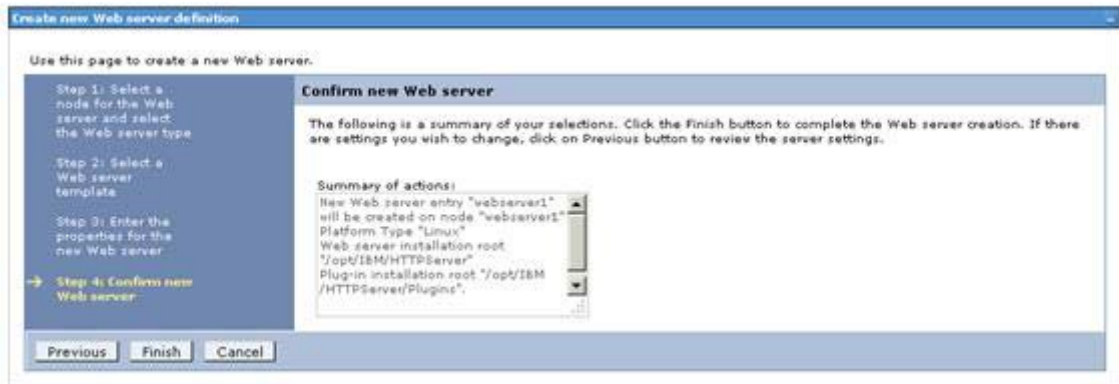 Create new Web server definition
Use this page to create a new Web server.
Step 1: Select a
node for the Web
server and select
the Web server type
Step 2: Select a
Web server
template
Step 3: Enter the
properties for the
new Web server
Step 4: Confirm new
Web server
Confirm new Web server
The following is a summary of your selections. Click the Finish button to complete the Web server creation. If there
are settings you wish to change, click on Previous button to review the server settings.
Summary of actions:
New Web server entry "webserver1"
will be created on node "webserver1"
Platform Type "Linux"
Web server installation root
"/opt/IBM/HTTPServer"
Plug-in installation root "/opt/IBM
/HTTPServer/Plugins".
Previous
Finish
Cancel